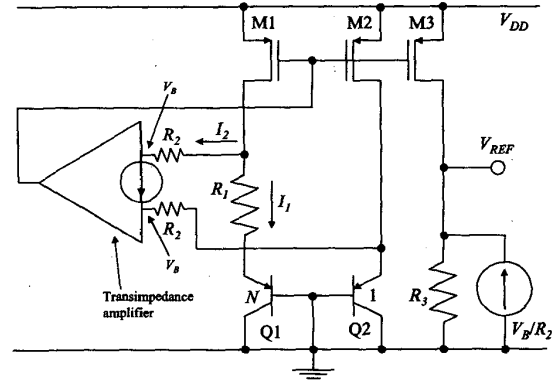 M1
M2
M3
V_DD
V_B
I_2
R_2
V_REF
R_1
I_1
R_2
V_B
Transimpedance
amplifier
N
1
R_3
Q1
Q2
V_B/R_2